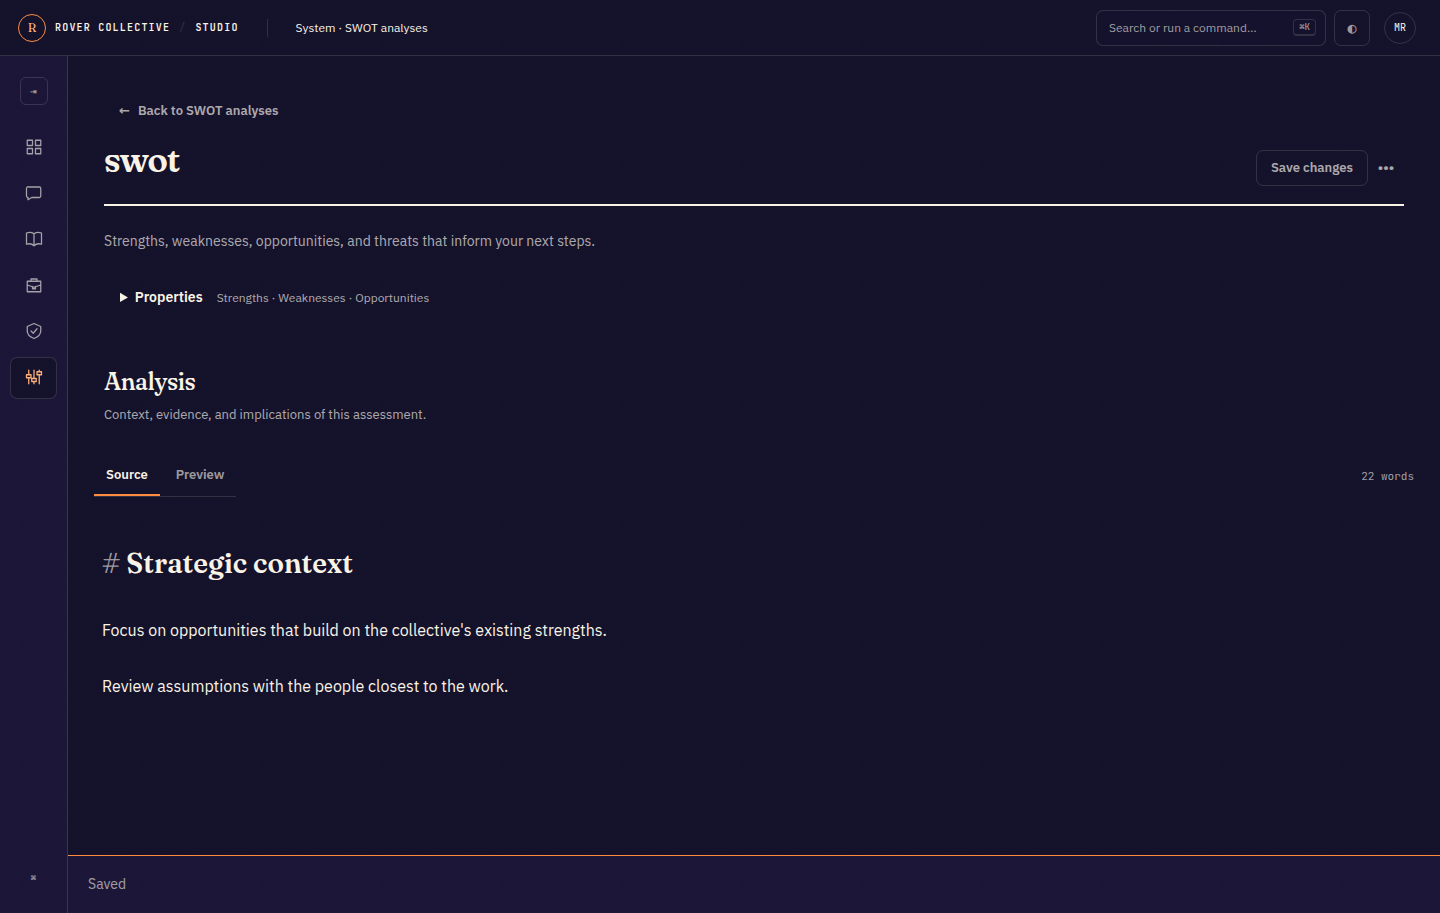 R ROVER COLLECTIVE / STUDIO
System · SWOT analyses
Search or run a command... ⌘K
MR
← Back to SWOT analyses
swot
Save changes
•••
Strengths, weaknesses, opportunities, and threats that inform your next steps.
Properties Strengths · Weaknesses · Opportunities
Analysis
Context, evidence, and implications of this assessment.
Source Preview
22 words
# Strategic context
Focus on opportunities that build on the collective's existing strengths.
Review assumptions with the people closest to the work.
⌘
Saved